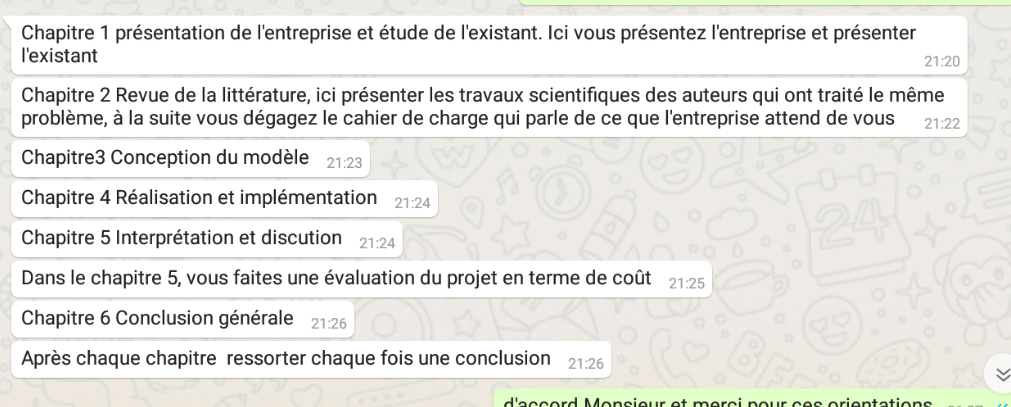 Chapitre 1 présentation de l'entreprise et étude de l'existant. Ici vous présentez l'entreprise et présenter
l'existant
21:20
Chapitre 2 Revue de la littérature, ici présenter les travaux scientifiques des auteurs qui ont traité le même
problème, à la suite vous dégagez le cahier de charge qui parle de ce que l'entreprise attend de vous
21:22
Chapitre3 Conception du modèle 21:23
Chapitre 4 Réalisation et implémentation 21:24
Chapitre 5 Interprétation et discution 21:24
Dans le chapitre 5, vous faites une évaluation du projet en terme de coût 21:25
Chapitre 6 Conclusion générale 21:26
Après chaque chapitre ressorter chaque fois une conclusion 21:26
d'accord Monsieur et merci pour ces orientations